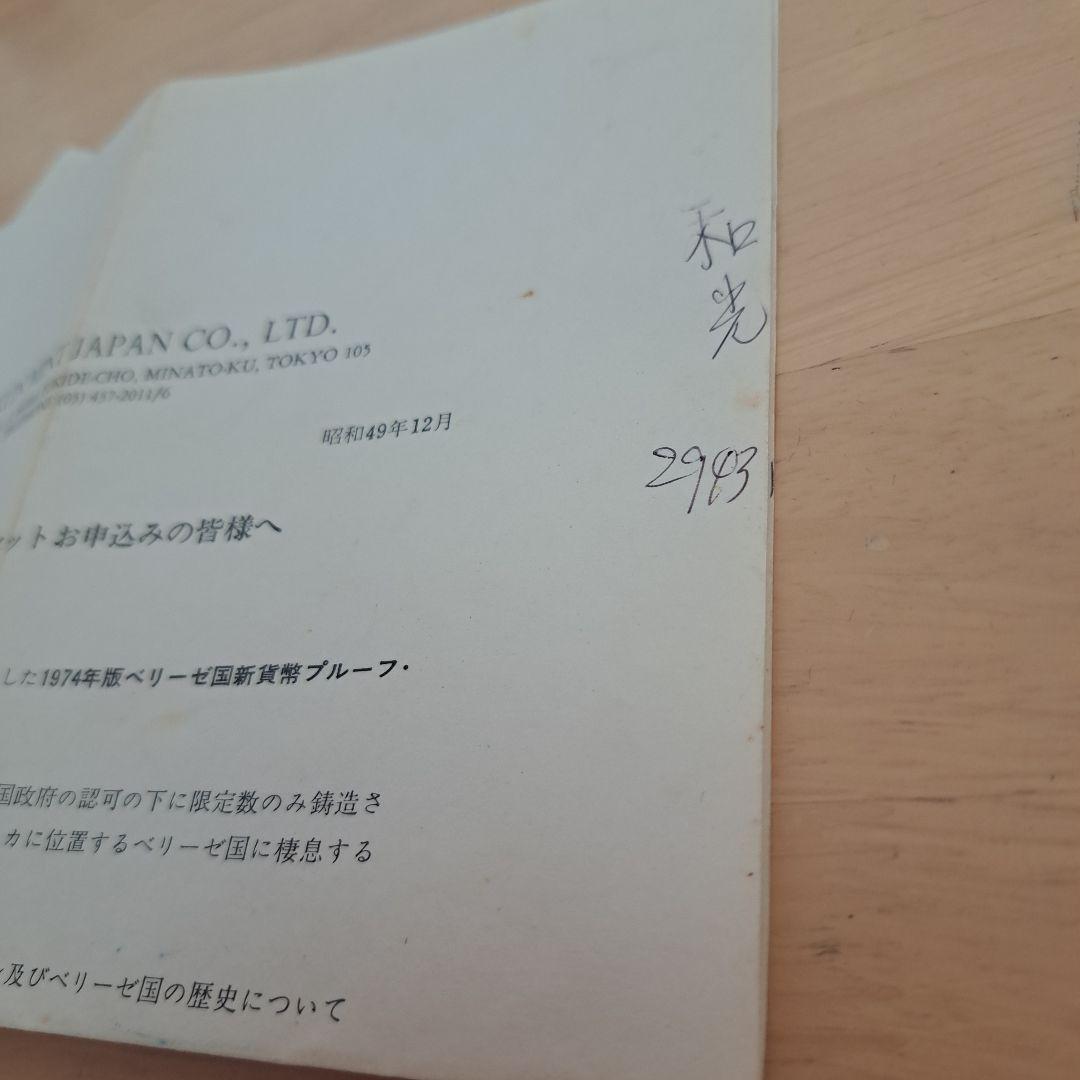 JAPAN CO., LTD.
MINATO-KU, TOKYO 105
昭和49年12月
ット お申込みの皆様へ
した1974年版ベリーゼ国新貨幣プルーフ・
国政府の認可の下に限定数のみ鋳造さ
カに位置するベリーゼ国に棲息する
及びベリーゼ国の歴史について
和光